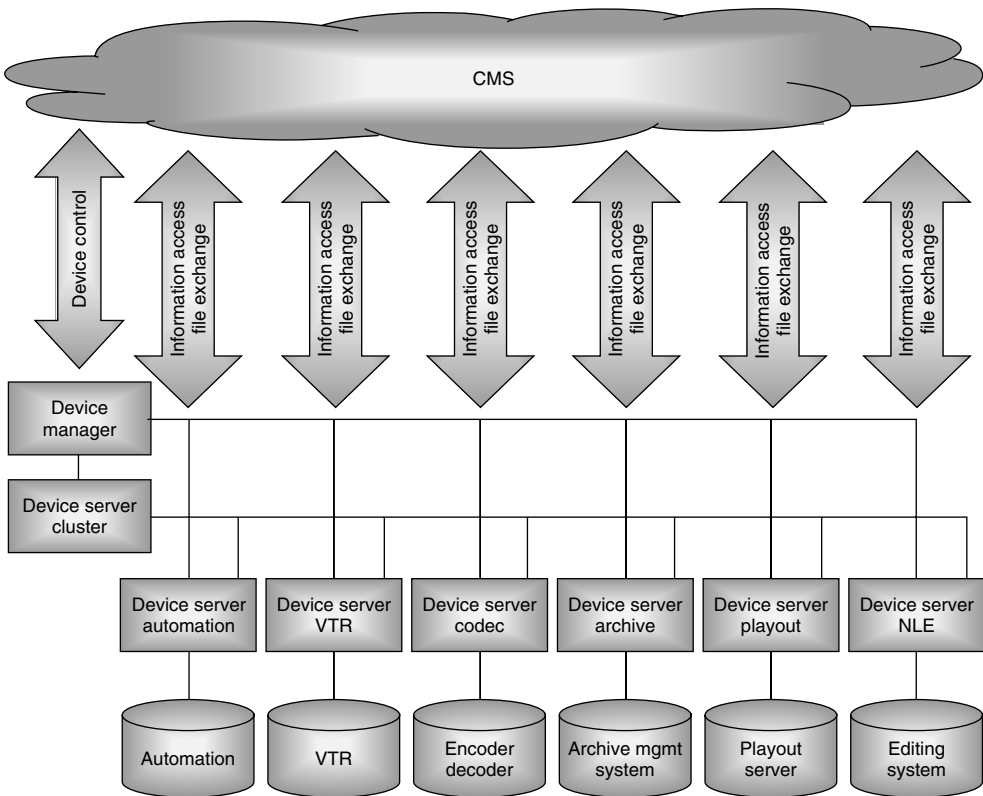 CMS
Device control
Information access
file exchange
Information access
file exchange
Information access
file exchange
Information access
file exchange
Information access
file exchange
Information access
file exchange
Device
manager
Device server
cluster
Device server
automation
Device server
VTR
Device server
codec
Device server
archive
Device server
playout
Device server
NLE
Automation
VTR
Encoder
decoder
Archive mgmt
system
Playout
server
Editing
system